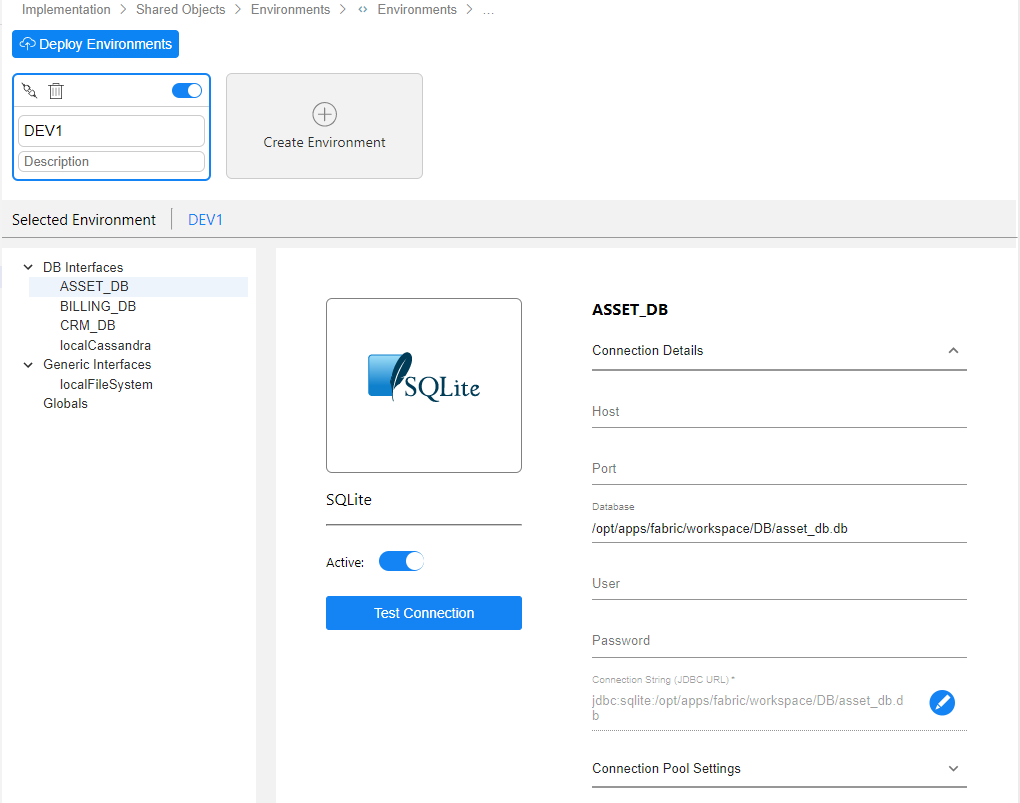 Implementation > Shared Objects > Environments > <> Environments > ...
Deploy Environments
DEV1
Description
Create Environment
Selected Environment
DEV1
DB Interfaces
ASSET_DB
BILLING_DB
CRM_DB
localCassandra
Generic Interfaces
localFileSystem
Globals
SQLite
SQLite
Active:
Test Connection
ASSET_DB
Connection Details
Host
Port
Database
/opt/apps/fabric/workspace/DB/asset_db.db
User
Password
Connection String (JDBC URL) *
jdbc:sqlite:/opt/apps/fabric/workspace/DB/asset_db.d
b
Connection Pool Settings